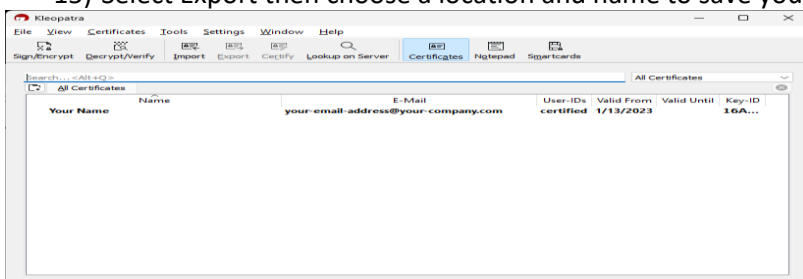 15) Select Export then choose a location and name to save you
Kleopatra
File View Certificates Tools Settings Window Help
Sign/Encrypt Decrypt/Verify Import Export Certify Lookup on Server Certificates Notepad Smartcards
Search...<Alt+Q> All Certificates
All Certificates
Name E-Mail User-IDs Valid From Valid Until Key-ID
Your Name your-email-address@your-company.com certified 1/13/2023 16A...